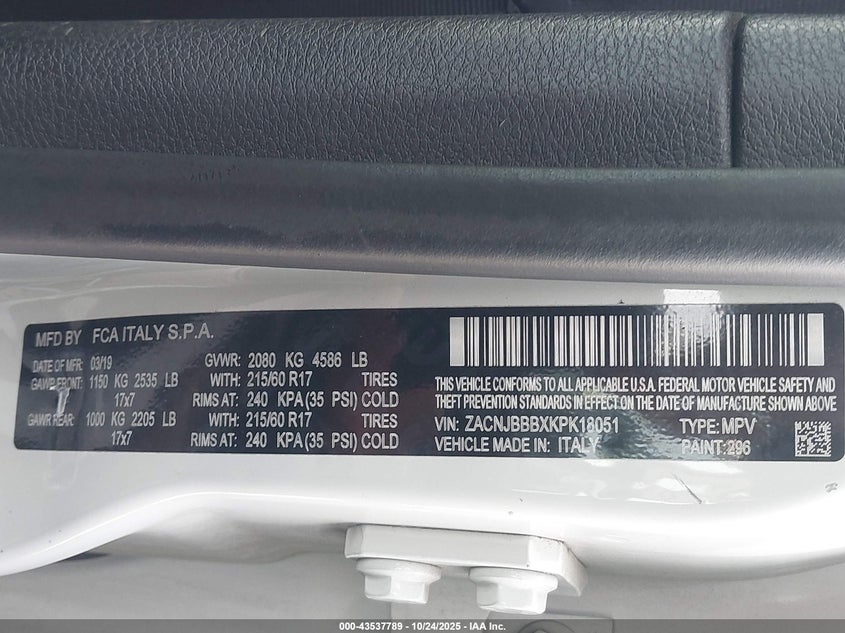 MFD BY FCA ITALY S.P.A.
DATE OF MFR: 03/19 GVWR: 2080 KG 4586 LB
GAWR FRONT: 1150 KG 2535 LB WITH: 215/60 R17 TIRES
17x7 RIMS AT: 240 KPA(35 PSI) COLD
GAWR REAR: 1000 KG 2205 LB WITH: 215/60 R17 TIRES
17x7 RIMS AT: 240 KPA(35 PSI) COLD
THIS VEHICLE CONFORMS TO ALL APPLICABLE U.S.A. FEDERAL MOTOR VEHICLE SAFETY AND
THEFT PREVENTION STANDARDS IN EFFECT ON THE DATE OF MANUFACTURE SHOWN ABOVE
VIN: ZACNJBBBXKPK18051 TYPE: MPV
VEHICLE MADE IN: ITALY PAINT:296
000-43537789 - 10/24/2025 - IAA Inc.